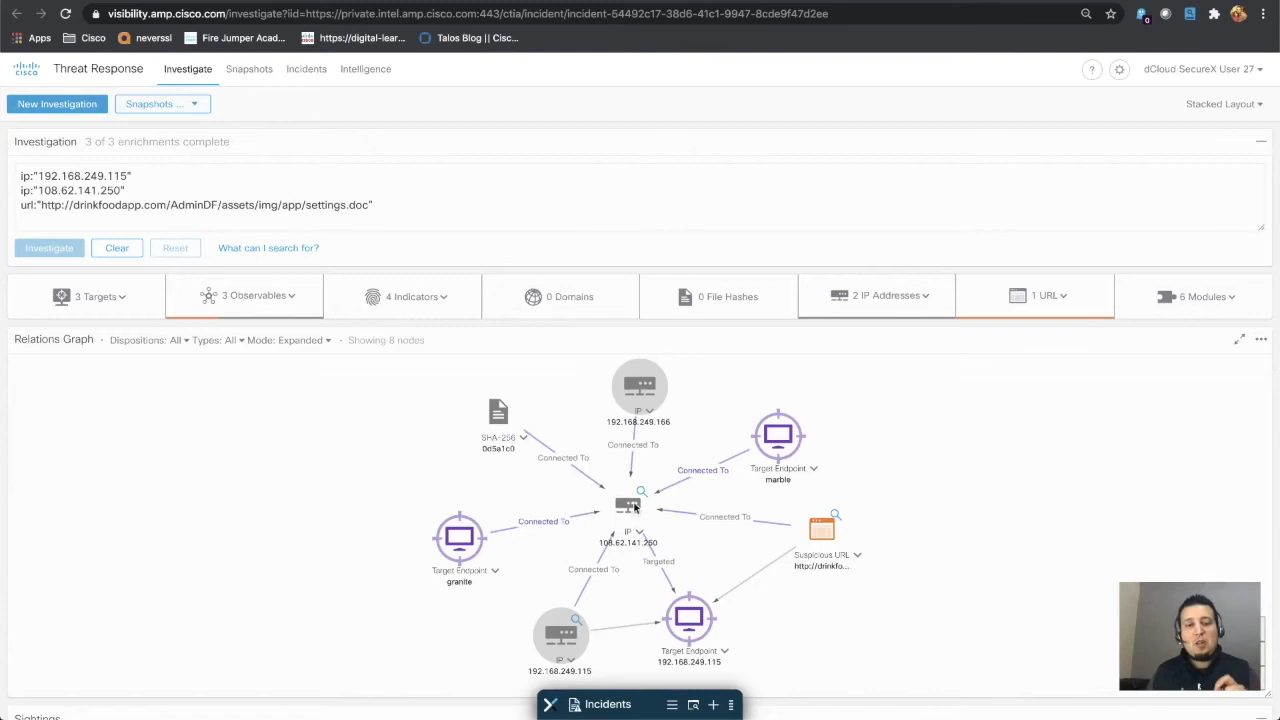 visibility.amp.cisco.com/investigate?iid=https://private.intel.amp.cisco.com:443/ctia/incident/incident-54492c17-38d6-41c1-9947-8cde9f47d2ee
Apps
Cisco
neverssl
Fire Jumper Acad...
https://digital-lear...
Talos Blog || Cisc...
cisco
Threat Response
Investigate
Snapshots
Incidents
Intelligence
?
dCloud SecureX User 27
New Investigation
Snapshots ...
Stacked Layout
Investigation 3 of 3 enrichments complete
ip:"192.168.249.115"
ip:"108.62.141.250"
url:"http://drinkfoodapp.com/AdminDF/assets/img/app/settings.doc"
Investigate
Clear
Reset
What can I search for?
3 Targets
3 Observables
4 Indicators
0 Domains
0 File Hashes
2 IP Addresses
1 URL
6 Modules
Relations Graph
Dispositions: All Types: All Mode: Expanded
Showing 8 nodes
IP
192.168.249.166
SHA-256
0d5a1c0
Connected To
Connected To
Target Endpoint
marble
Connected To
Connected To
Connected To
IP
108.62.141.250
Suspicious URL
http://drinkfo...
Target Endpoint
granite
Connected To
Targeted
IP
192.168.249.115
Target Endpoint
192.168.249.115
Incidents
Sightings